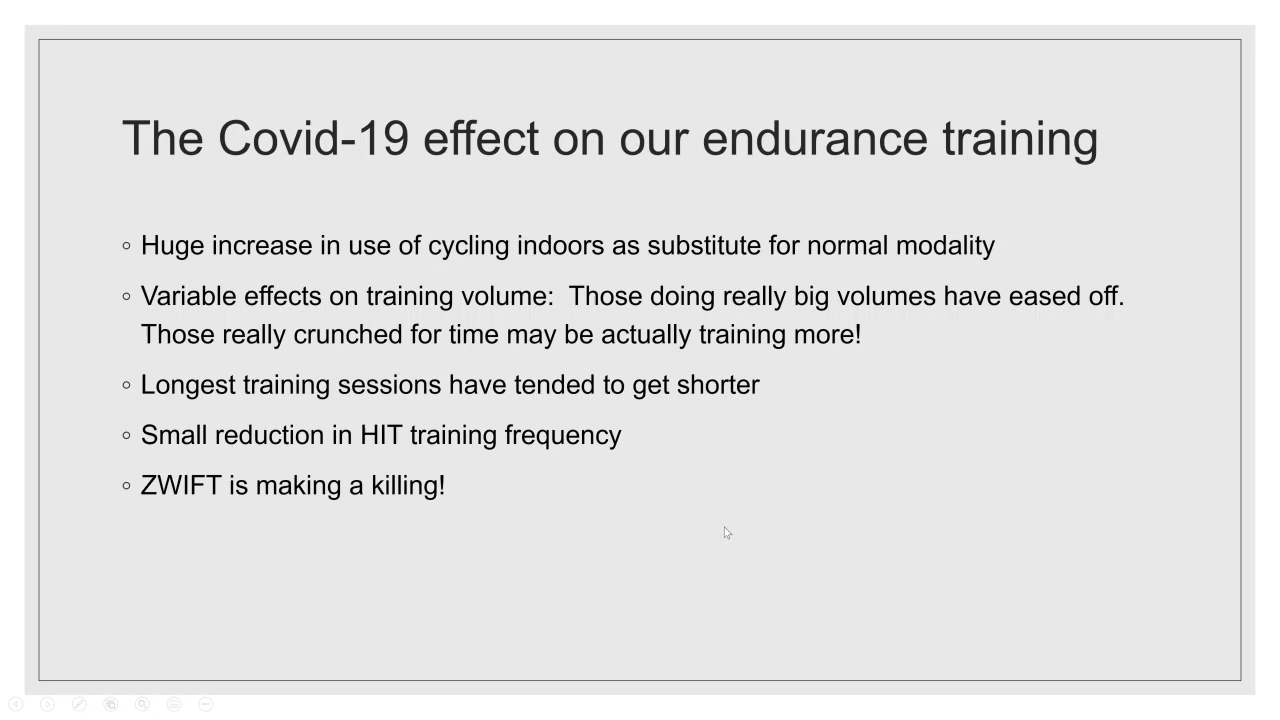 The Covid-19 effect on our endurance training
◦ Huge increase in use of cycling indoors as substitute for normal modality
◦ Variable effects on training volume:  Those doing really big volumes have eased off.
Those really crunched for time may be actually training more!
◦ Longest training sessions have tended to get shorter
◦ Small reduction in HIT training frequency
◦ ZWIFT is making a killing!